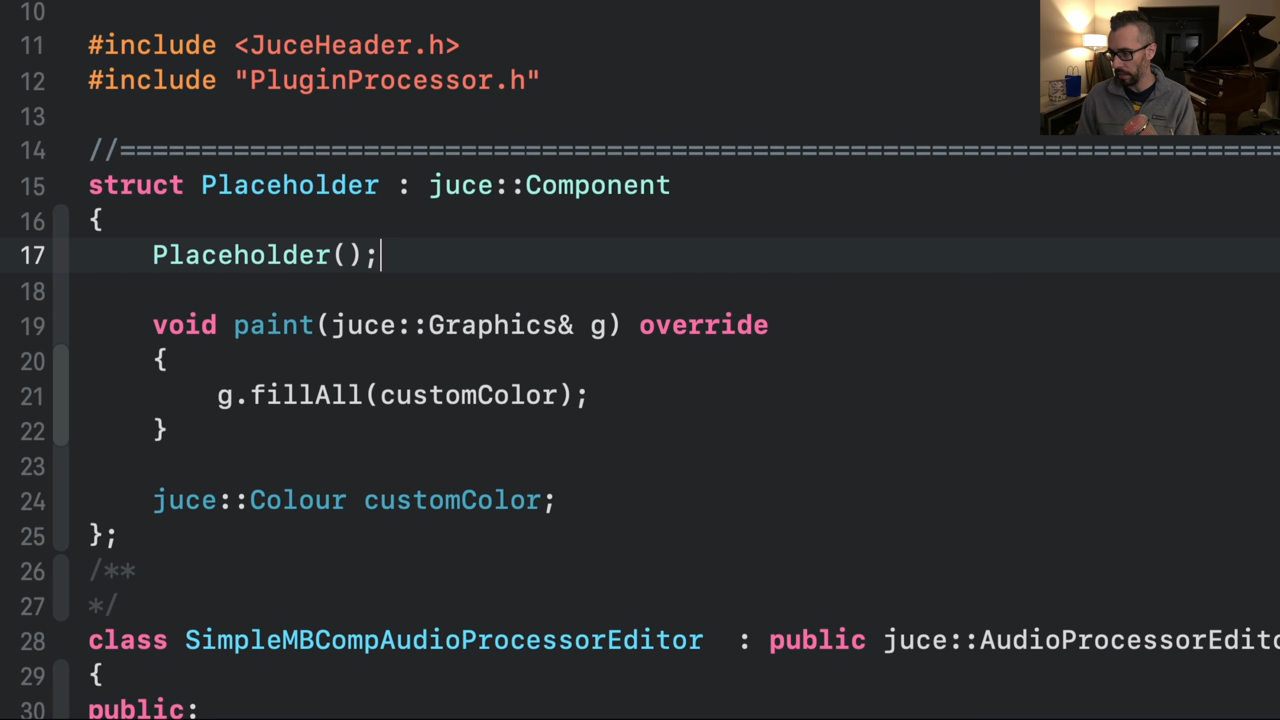 10
11 #include <JuceHeader.h>
12 #include "PluginProcessor.h"
13
14 //========================================================================
15 struct Placeholder : juce::Component
16 {
17     Placeholder();
18
19     void paint(juce::Graphics& g) override
20     {
21         g.fillAll(customColor);
22     }
23
24     juce::Colour customColor;
25 };
26 /**
27 */
28 class SimpleMBCompAudioProcessorEditor  : public juce::AudioProcessorEdito
29 {
30 public: